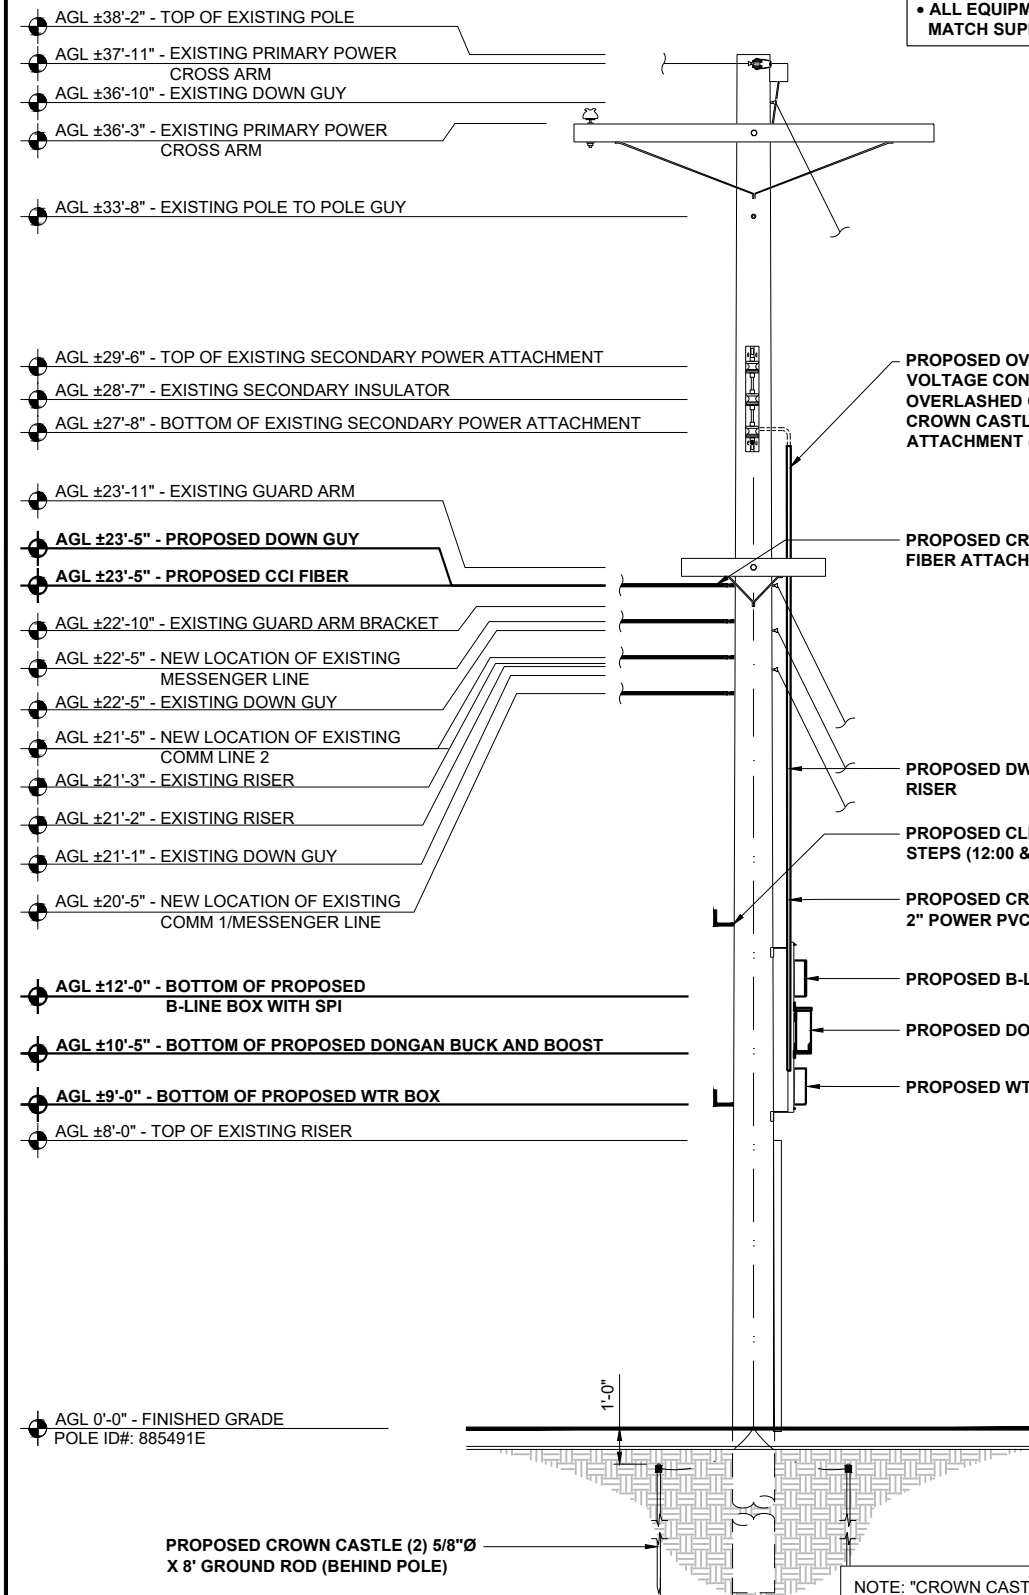 • ALL EQUIPM
MATCH SUP
AGL ±38'-2" - TOP OF EXISTING POLE
AGL ±37'-11" - EXISTING PRIMARY POWER
CROSS ARM
AGL ±36'-10" - EXISTING DOWN GUY
AGL ±36'-3" - EXISTING PRIMARY POWER
CROSS ARM
AGL ±33'-8" - EXISTING POLE TO POLE GUY
AGL ±29'-6" - TOP OF EXISTING SECONDARY POWER ATTACHMENT
AGL ±28'-7" - EXISTING SECONDARY INSULATOR
AGL ±27'-8" - BOTTOM OF EXISTING SECONDARY POWER ATTACHMENT
PROPOSED OV
VOLTAGE CON
OVERLASHED
CROWN CASTL
ATTACHMENT
AGL ±23'-11" - EXISTING GUARD ARM
AGL ±23'-5" - PROPOSED DOWN GUY
AGL ±23'-5" - PROPOSED CCI FIBER
PROPOSED CR
FIBER ATTACH
AGL ±22'-10" - EXISTING GUARD ARM BRACKET
AGL ±22'-5" - NEW LOCATION OF EXISTING
MESSENGER LINE
AGL ±22'-5" - EXISTING DOWN GUY
AGL ±21'-5" - NEW LOCATION OF EXISTING
COMM LINE 2
AGL ±21'-3" - EXISTING RISER
AGL ±21'-2" - EXISTING RISER
AGL ±21'-1" - EXISTING DOWN GUY
AGL ±20'-5" - NEW LOCATION OF EXISTING
COMM 1/MESSENGER LINE
PROPOSED DW
RISER
PROPOSED CLI
STEPS (12:00 &
PROPOSED CR
2" POWER PVC
AGL ±12'-0" - BOTTOM OF PROPOSED
B-LINE BOX WITH SPI
PROPOSED B-L
AGL ±10'-5" - BOTTOM OF PROPOSED DONGAN BUCK AND BOOST
PROPOSED DO
AGL ±9'-0" - BOTTOM OF PROPOSED WTR BOX
PROPOSED WT
AGL ±8'-0" - TOP OF EXISTING RISER
1'-0"
AGL 0'-0" - FINISHED GRADE
POLE ID#: 885491E
PROPOSED CROWN CASTLE (2) 5/8"Ø
X 8' GROUND ROD (BEHIND POLE)
NOTE: "CROWN CAST